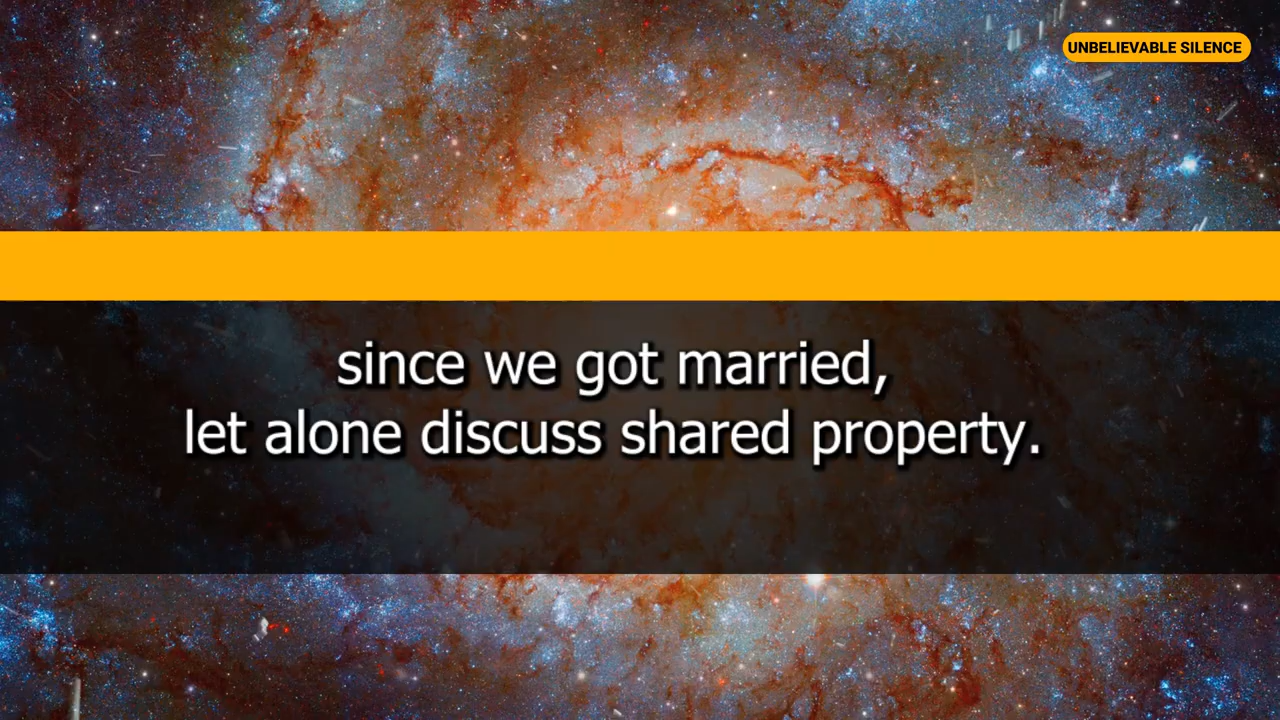 UNBELIEVABLE SILENCE
since we got married,
let alone discuss shared property.